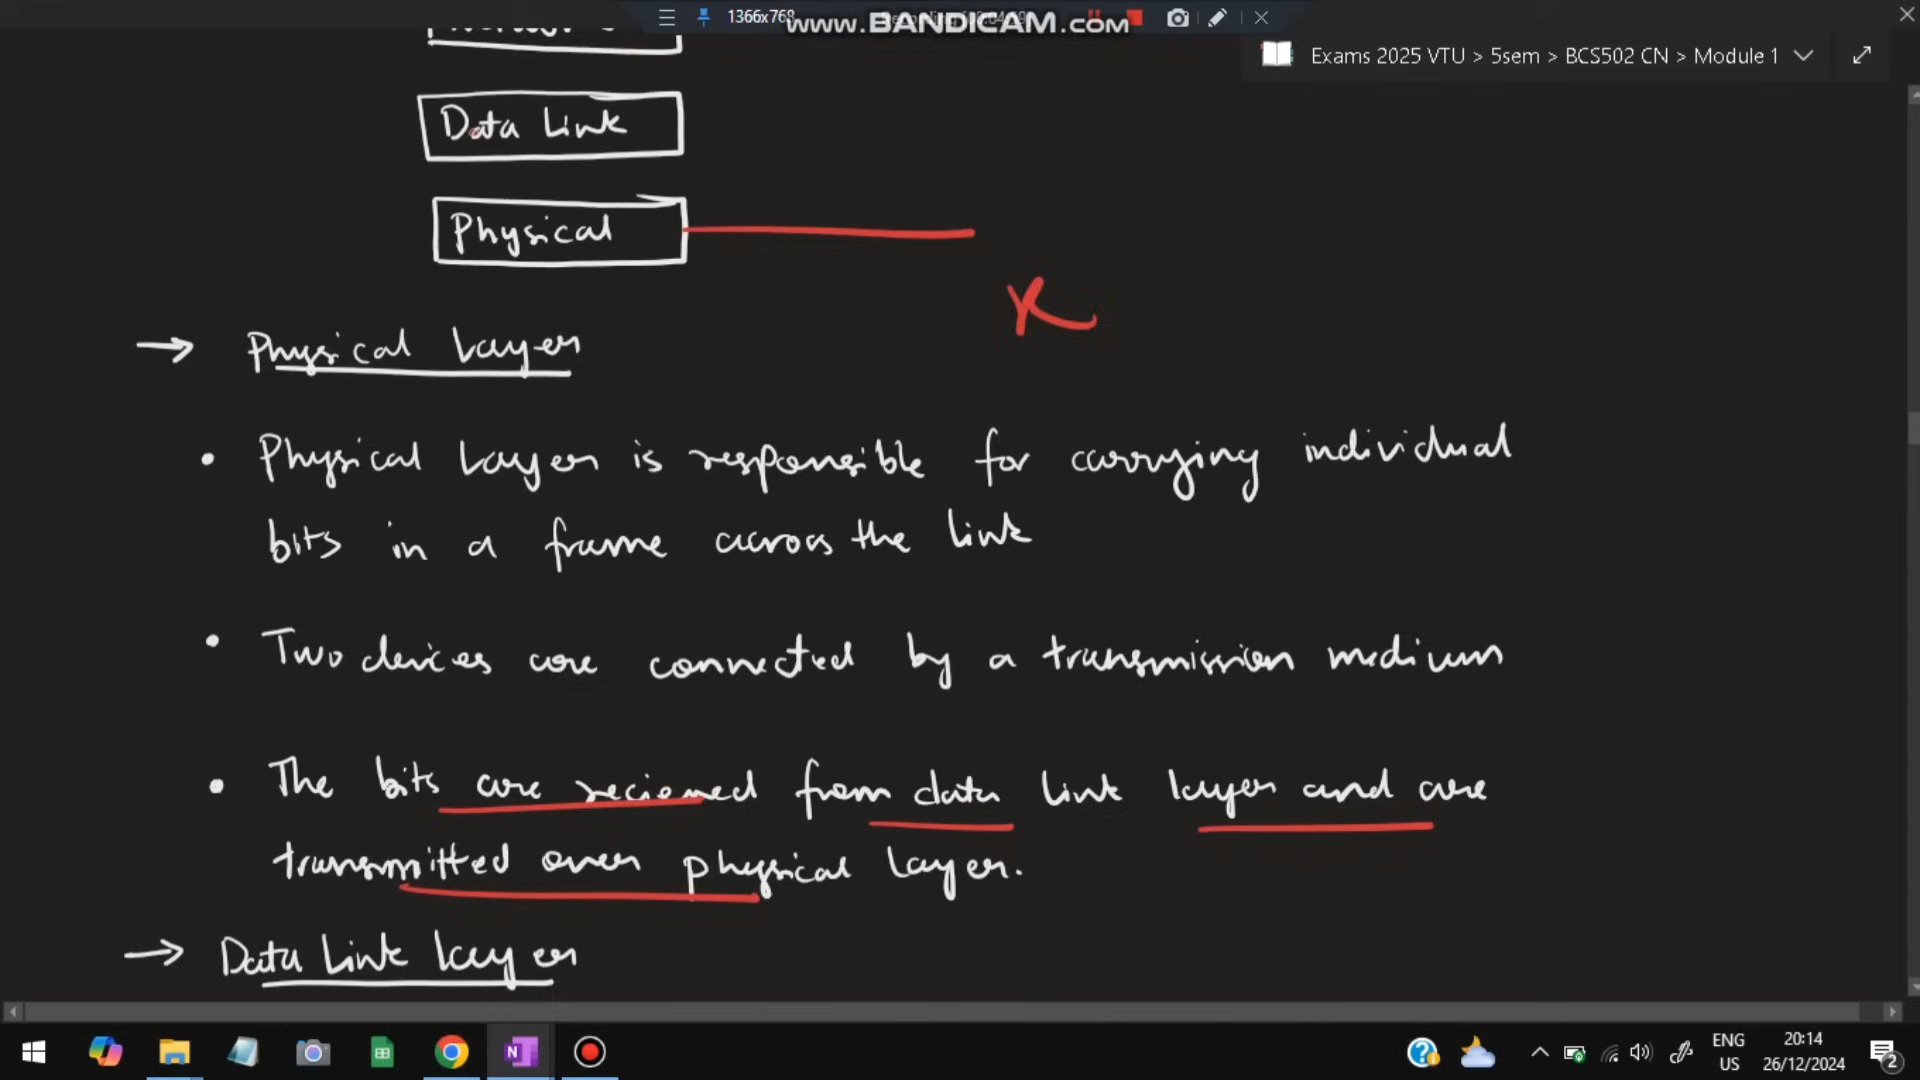 1366x768
www.BANDICAM.com
Exams 2025 VTU > 5sem > BCS502 CN > Module 1
Data Link
Physical
→ Physical Layer
• Physical Layer is responsible for carrying individual
bits in a frame across the link
• Two devices are connected by a transmission medium
• The bits are recieved from data link layer and are
transmitted over physical layer.
→ Data Link Layer
ENG
US
20:14
26/12/2024
2